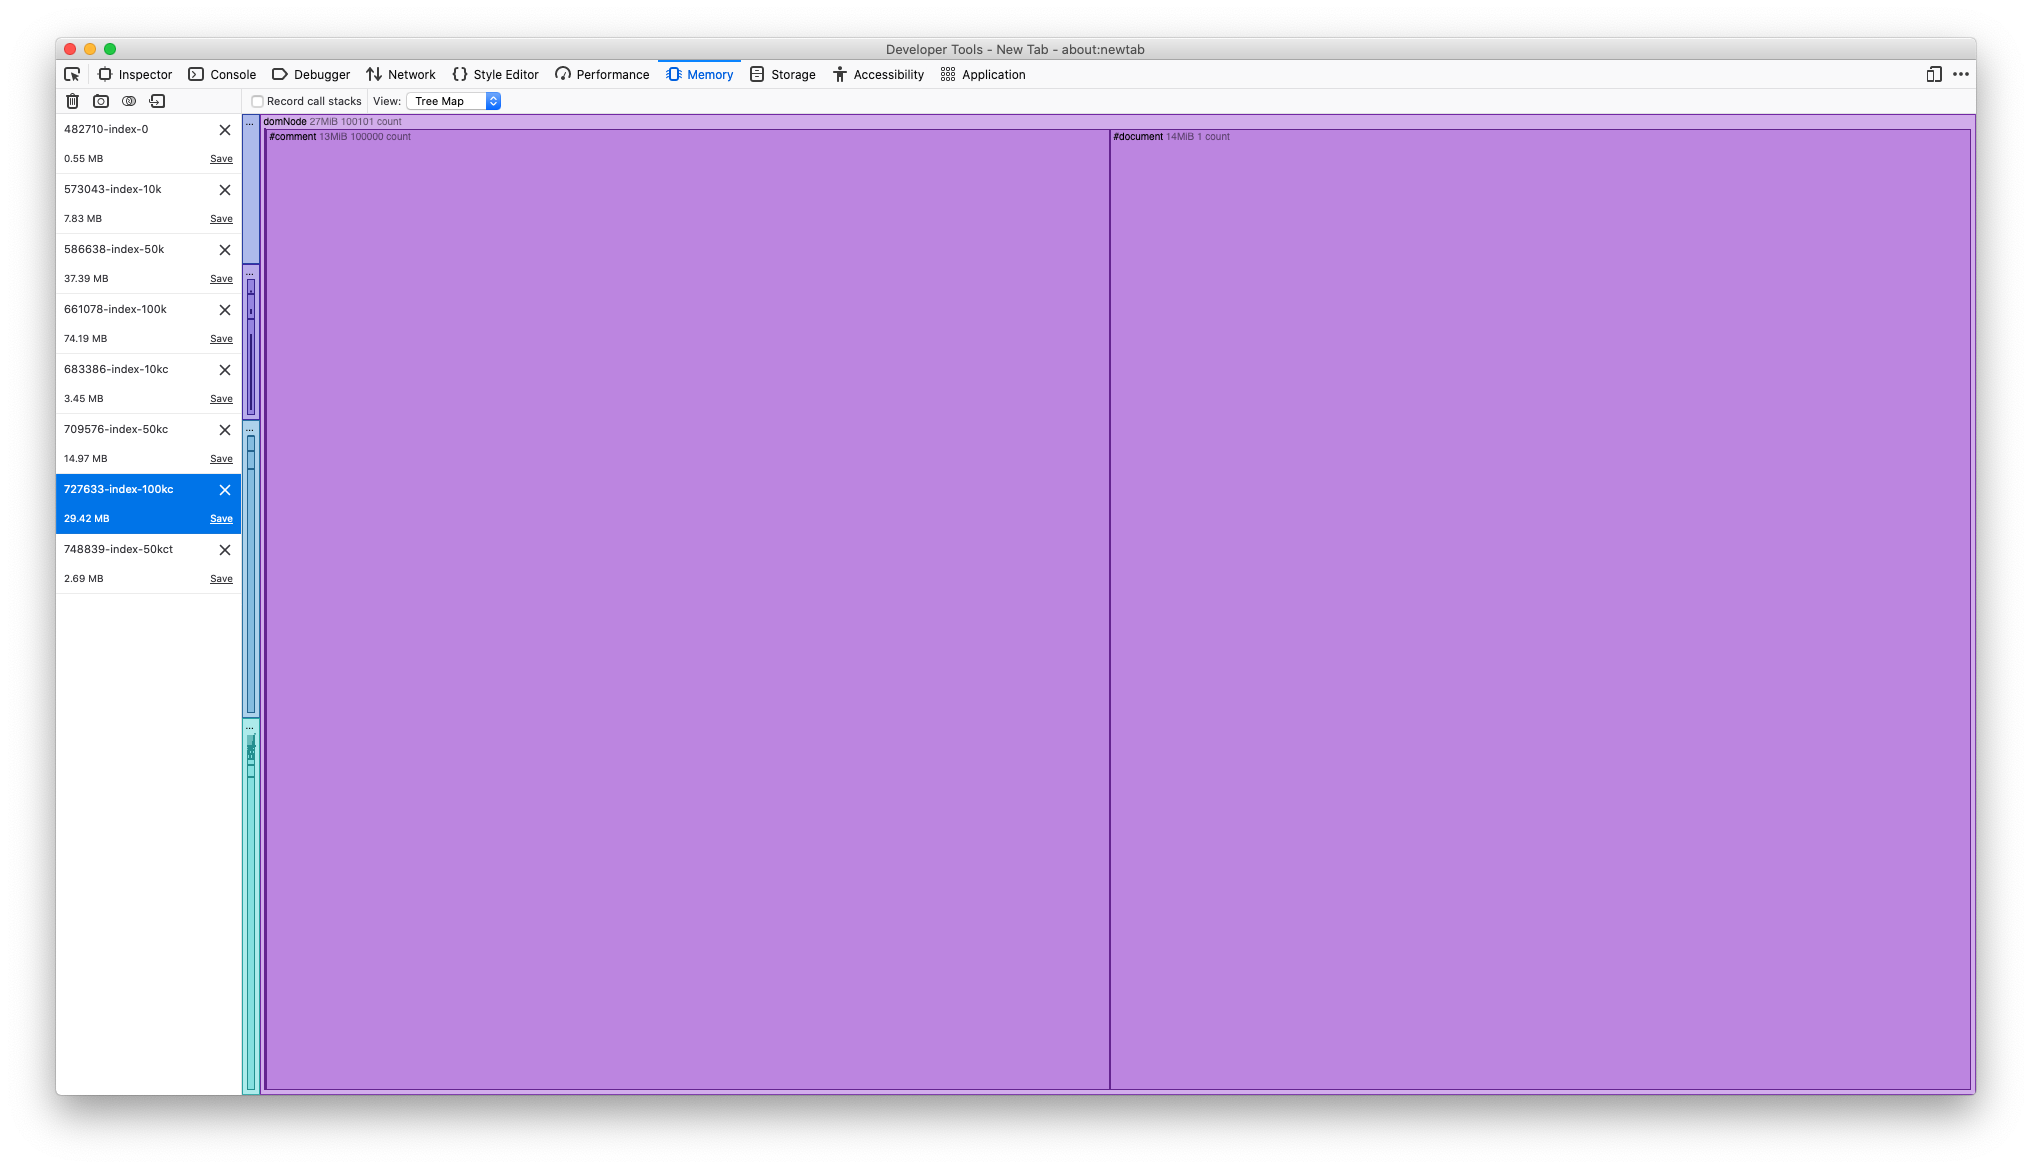 Developer Tools - New Tab - about:newtab
Inspector Console Debugger Network Style Editor Performance Memory Storage Accessibility Application
Record call stacks View: Tree Map
482710-index-0
0.55 MB Save
573043-index-10k
7.83 MB Save
586638-index-50k
37.39 MB Save
661078-index-100k
74.19 MB Save
683386-index-10kc
3.45 MB Save
709576-index-50kc
14.97 MB Save
727633-index-100kc
29.42 MB Save
748839-index-50kct
2.69 MB Save
...
...
...
...
domNode 27MiB 100101 count
#comment 13MiB 100000 count
#document 14MiB 1 count